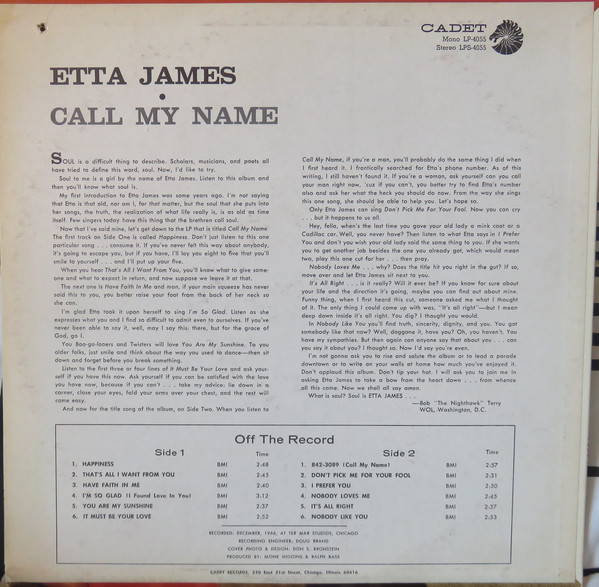 CADET
Mono LP-4055
Stereo LPS-4055
ETTA JAMES
•
CALL MY NAME
SOUL is a difficult thing to describe. Scholars, musicians, and poets all
have tried to define this word, soul. Now, I'd like to try.
Soul to me is a girl by the name of Etta James. Listen to this album and
then you'll know what soul is.
My first introduction to Etta James was some years ago. I'm not saying
that Etta is that old, nor am I, for that matter, but the soul that she puts into
her songs, the truth, the realization of what life really is, is as old as time
itself. Few singers today have this thing that the brethren call soul.
Now that I've said mine, let's get down to the LP that is titled Call My Name.
The first track on Side One is called Happiness. Don't just listen to this one
particular song . . . consume it. If you've never felt this way about anybody,
it's going to escape you, but if you have, I'll lay you eight to five that you'll
smile to yourself . . . and I'll put up your five.
When you hear That's All I Want From You, you'll know what to give some-
one and what to expect in return, and now suppose we leave it at that.
The next one is Have Faith in Me and man, if your main squeeze has never
said this to you, you better raise your foot from the back of her neck so
she can.
I'm glad Etta took it upon herself to sing I'm So Glad. Listen as she
expresses what you and I find so difficult to admit even to ourselves. If you've
never been able to say it, well, may I say this: there, but for the grace of
God, go I.
You Boo-ga-looers and Twisters will love You Are My Sunshine. To you
older folks, just smile and think about the way you used to dance—then sit
down and forget before you break something.
Listen to the first three or four lines of It Must Be Your Love and ask your-
self if you have this now. Ask yourself if you can be satisfied with the love
you have now, because if you can? . . . take my advice: lie down in a
corner, close your eyes, fold your arms over your chest, and the rest will
come easy.
And now for the title song of the album, on Side Two. When you listen to
Call My Name, if you're a man, you'll probably do the same thing I did when
I first heard it. I frantically searched for Etta's phone number. As of this
writing, I still haven't found it. If you're a woman, ask yourself can you call
your man right now, 'cuz if you can't, you better try to find Etta's number
also and ask her what the heck you should do now. From the way she sings
this one song, she should be able to help you. Let's hope so.
Only Etta James can sing Don't Pick Me For Your Fool. Now you can cry
. . . but it happens to us all.
Hey, fella, when's the last time you gave your old lady a mink coat or a
Cadillac car. Well, you never have? Then listen to what Etta says in I Prefer
You and don't you wish your old lady said the same thing to you. If she wants
you to get another job besides the one you already got, which would mean
two, play this one cut for her . . . then pray.
Nobody Loves Me . . . why? Does the title hit you right in the gut? If so,
move over and let Etta James sit next to you.
It's All Right . . . is it really? Will it ever be? If you know for sure about
your life and the direction it's going, maybe you can find out about mine.
Funny thing, when I first heard this cut, someone asked me what I thought
of it. The only thing I could come up with was, "it's all right"—but I mean
deep down inside it's all right. You dig? I thought you would.
In Nobody Like You you'll find truth, sincerity, dignity, and you. You got
somebody like that now? Well, doggone it, have you? Oh, you haven't. You
have my sympathies. But then again can anyone say that about you . . . can
you say it about you? I thought so. Now I'd say you're even.
I'm not gonna ask you to rise and salute the album or to lead a parade
downtown or to write on your walls at home how much you've enjoyed it.
Don't applaud this album. Don't tip your hat. I will ask you to join me in
asking Etta James to take a bow from the heart down . . . from whence
all this came. Now we shall all say amen.
What is soul? Soul is ETTA JAMES . . .
—Bob "The Nighthawk" Terry
WOL, Washington, D.C.
Off The Record
Side 1 Time
1. HAPPINESS BMI 2:48
2. THAT'S ALL I WANT FROM YOU BMI 2:45
3. HAVE FAITH IN ME BMI 2:40
4. I'M SO GLAD (I Found Love In You) BMI 3:12
5. YOU ARE MY SUNSHINE BMI 2:37
6. IT MUST BE YOUR LOVE BMI 2:52
Side 2 Time
1. 842-3089 (Call My Name) BMI 2:57
2. DON'T PICK ME FOR YOUR FOOL BMI 2:31
3. I PREFER YOU BMI 2:50
4. NOBODY LOVES ME BMI 2:45
5. IT'S ALL RIGHT BMI 2:37
6. NOBODY LIKE YOU BMI 2:53
RECORDED: DECEMBER, 1966, AT TER MAR STUDIOS, CHICAGO
RECORDING ENGINEER: DOUG BRAND
COVER PHOTO & DESIGN: DON S. BRONSTEIN
PRODUCED BY: MONK HIGGINS & RALPH BASS
CADET RECORDS, 320 East 21st Street, Chicago, Illinois 60616